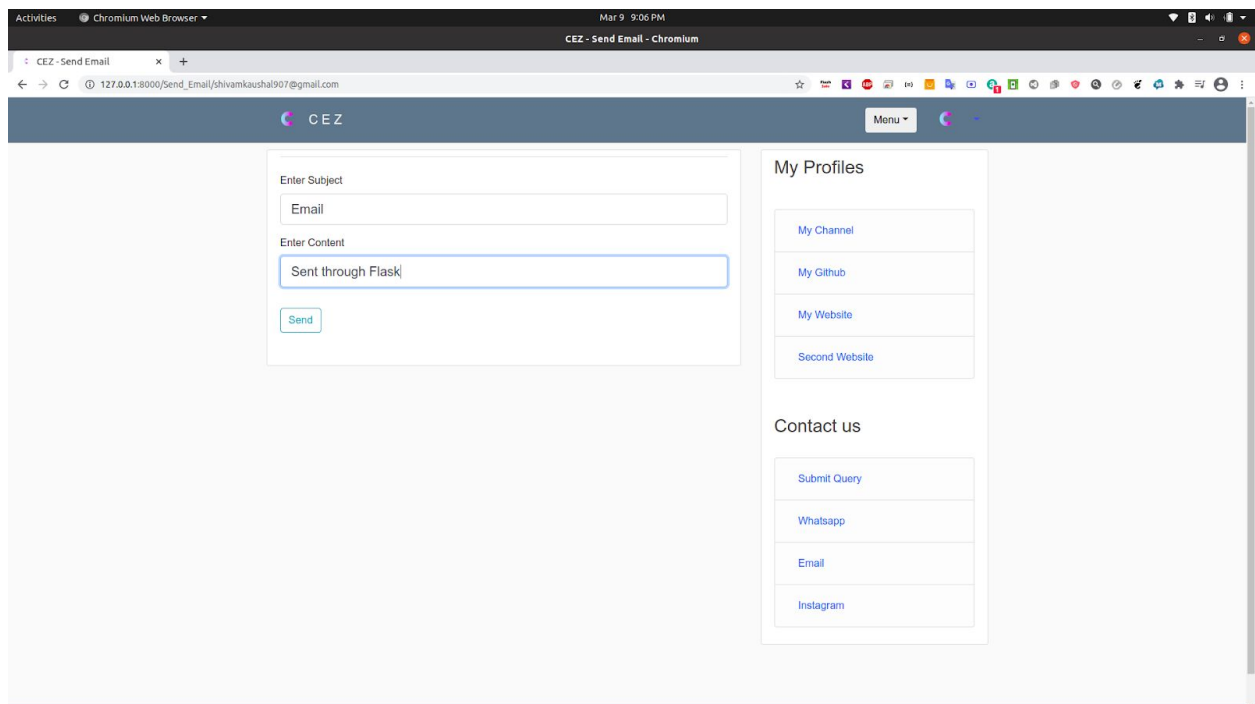 Activities Chromium Web Browser Mar 9 9:06 PM
CEZ - Send Email - Chromium
CEZ - Send Email
127.0.0.1:8000/Send_Email/shivamkaushal907@gmail.com
CEZ Menu
Enter Subject
Email
Enter Content
Sent through Flask
Send
My Profiles
My Channel
My Github
My Website
Second Website
Contact us
Submit Query
Whatsapp
Email
Instagram